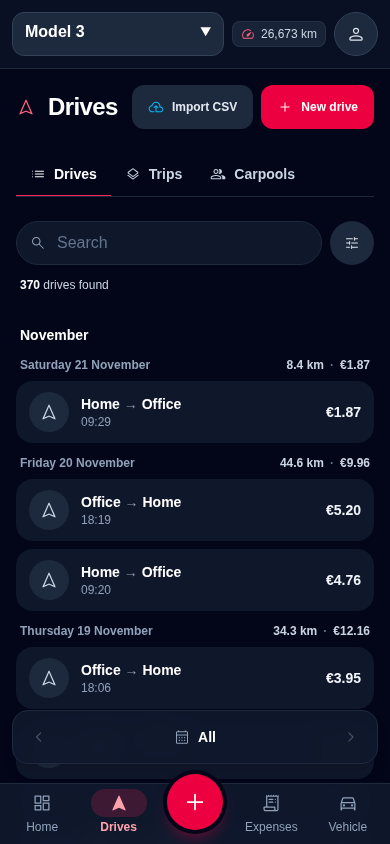 Model 3
26,673 km
Drives
Import CSV
New drive
Drives
Trips
Carpools
Search
370 drives found
November
Saturday 21 November
8.4 km · €1.87
Home → Office
09:29
€1.87
Friday 20 November
44.6 km · €9.96
Office → Home
18:19
€5.20
Home → Office
09:20
€4.76
Thursday 19 November
34.3 km · €12.16
Office → Home
18:06
€3.95
All
Home
Drives
Expenses
Vehicle